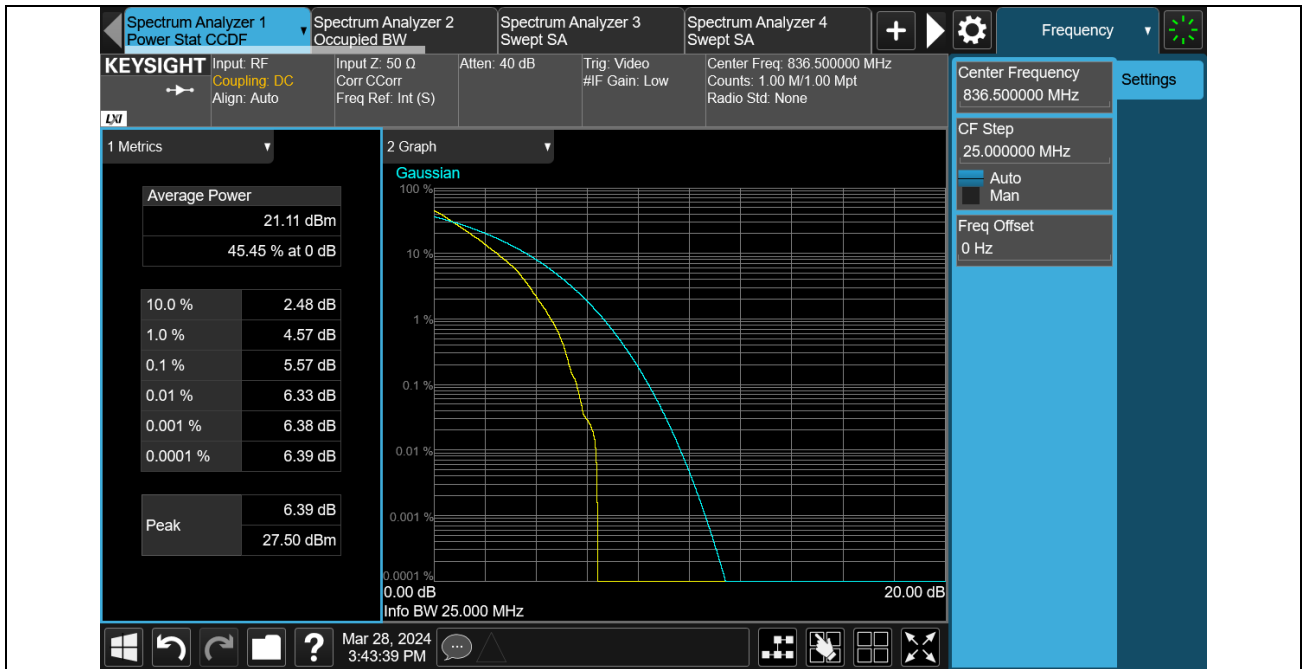 Spectrum Analyzer 1
Power Stat CCDF
Spectrum Analyzer 2
Occupied BW
Spectrum Analyzer 3
Swept SA
Spectrum Analyzer 4
Swept SA
+
Frequency
KEYSIGHT
LXI
Input: RF
Coupling: DC
Align: Auto
Input Z: 50 Ω
Corr CCorr
Freq Ref: Int (S)
Atten: 40 dB
Trig: Video
#IF Gain: Low
Center Freq: 836.500000 MHz
Counts: 1.00 M/1.00 Mpt
Radio Std: None
Center Frequency
836.500000 MHz
Settings
CF Step
25.000000 MHz
Auto
Man
Freq Offset
0 Hz
1 Metrics
Average Power
21.11 dBm
45.45 % at 0 dB
10.0 % 2.48 dB
1.0 % 4.57 dB
0.1 % 5.57 dB
0.01 % 6.33 dB
0.001 % 6.38 dB
0.0001 % 6.39 dB
Peak
6.39 dB
27.50 dBm
2 Graph
Gaussian
100 %
10 %
1 %
0.1 %
0.01 %
0.001 %
0.0001 %
0.00 dB 20.00 dB
Info BW 25.000 MHz
?
Mar 28, 2024
3:43:39 PM